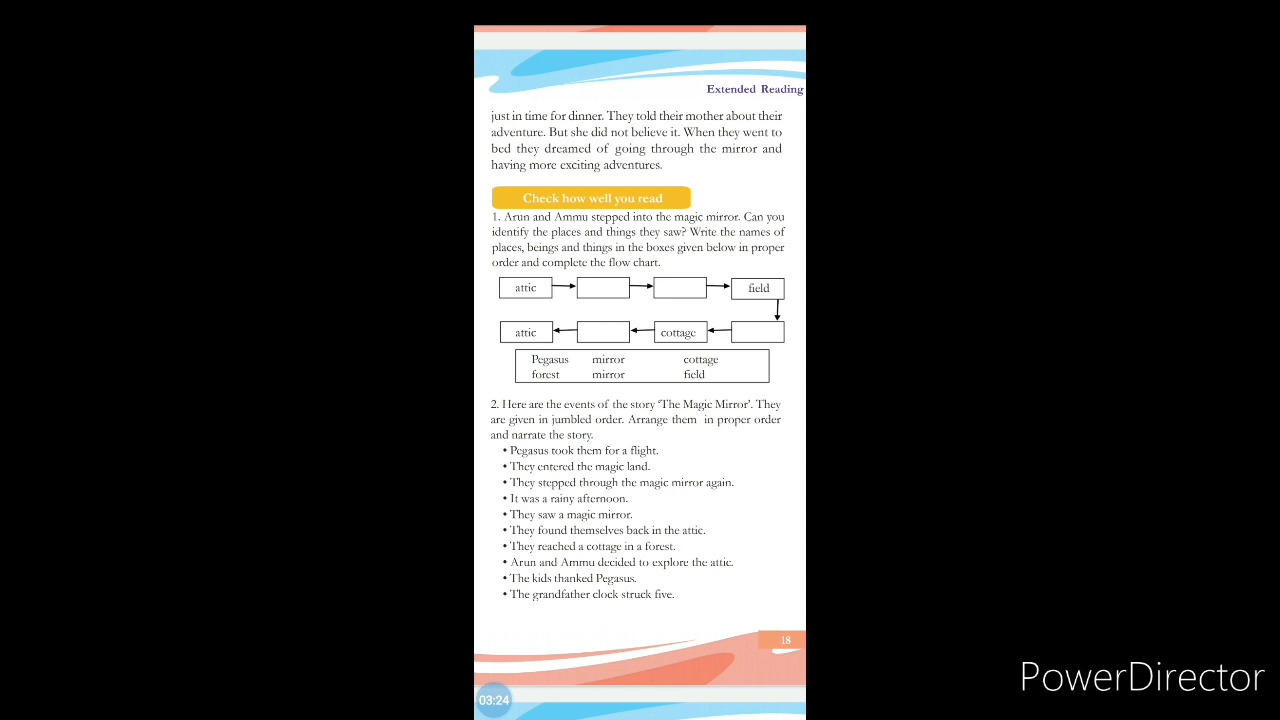 Extended Reading
just in time for dinner. They told their mother about their
adventure. But she did not believe it. When they went to
bed they dreamed of going through the mirror and
having more exciting adventures.
Check how well you read
1. Arun and Ammu stepped into the magic mirror. Can you
identify the places and things they saw? Write the names of
places, beings and things in the boxes given below in proper
order and complete the flow chart.
attic field
attic cottage
Pegasus mirror cottage
forest mirror field
2. Here are the events of the story 'The Magic Mirror'. They
are given in jumbled order. Arrange them in proper order
and narrate the story.
• Pegasus took them for a flight.
• They entered the magic land.
• They stepped through the magic mirror again.
• It was a rainy afternoon.
• They saw a magic mirror.
• They found themselves back in the attic.
• They reached a cottage in a forest.
• Arun and Ammu decided to explore the attic.
• The kids thanked Pegasus.
• The grandfather clock struck five.
18
03:24
PowerDirector